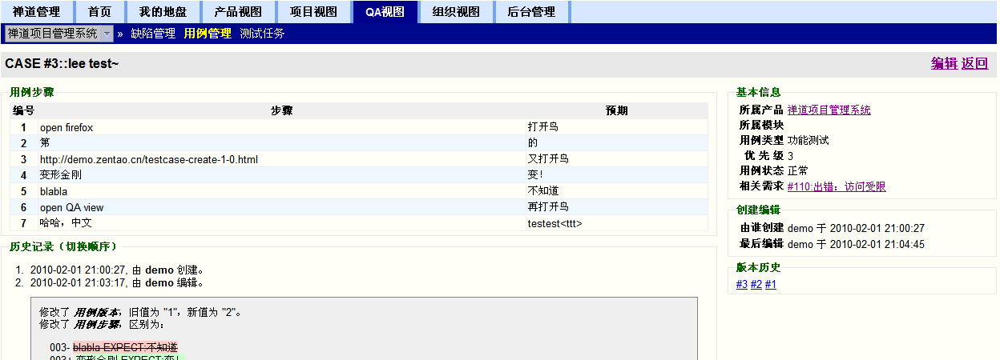 禅道管理 首页 我的地盘 产品视图 项目视图 QA视图 组织视图 后台管理
禅道项目管理系统 » 缺陷管理 用例管理 测试任务
CASE #3::lee test~ 编辑 返回
用例步骤
编号 步骤 预期
1 open firefox 打开鸟
2 第 的
3 http://demo.zentao.cn/testcase-create-1-0.html 又打开鸟
4 变形金刚 变！
5 blabla 不知道
6 open QA view 再打开鸟
7 哈哈，中文 testest<ttt>
历史记录（切换顺序）
1. 2010-02-01 21:00:27, 由 demo 创建。
2. 2010-02-01 21:03:17, 由 demo 编辑。
修改了 用例版本，旧值为 "1"，新值为 "2"。
修改了 用例步骤，区别为：
003- blabla EXPECT:不知道
003+ 变形金刚 EXPECT:变！
基本信息
所属产品 禅道项目管理系统
所属模块
用例类型 功能测试
优先级 3
用例状态 正常
相关需求 #110:出错：访问受限
创建编辑
由谁创建 demo 于 2010-02-01 21:00:27
最后编辑 demo 于 2010-02-01 21:04:45
版本历史
#3 #2 #1